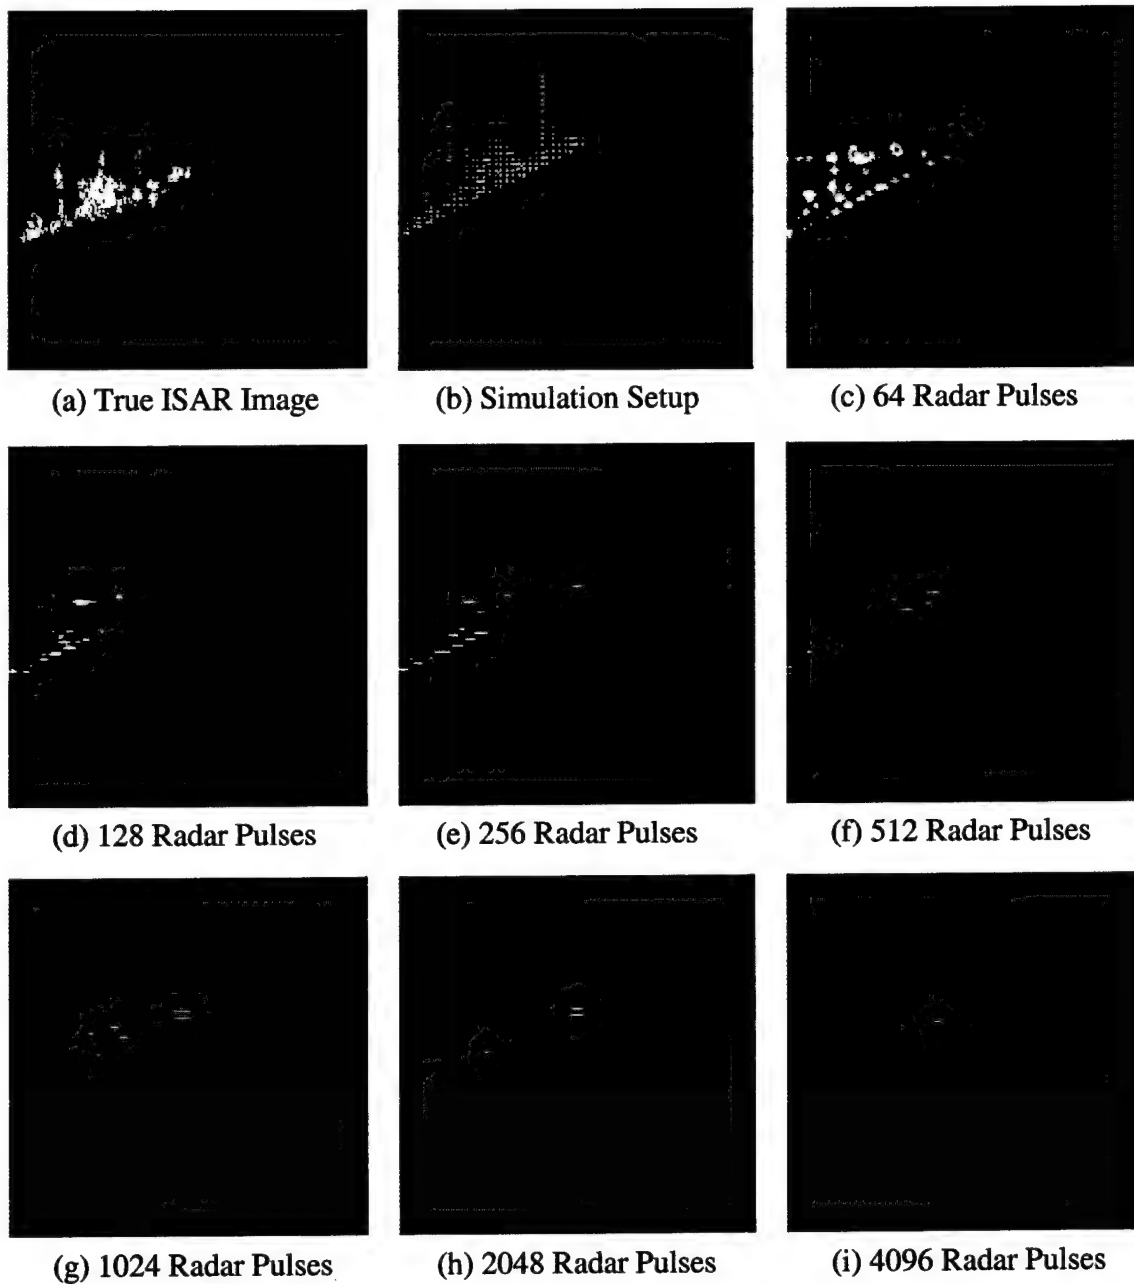 (a) True ISAR Image
(b) Simulation Setup
(c) 64 Radar Pulses
(d) 128 Radar Pulses
(e) 256 Radar Pulses
(f) 512 Radar Pulses
(g) 1024 Radar Pulses
(h) 2048 Radar Pulses
(i) 4096 Radar Pulses